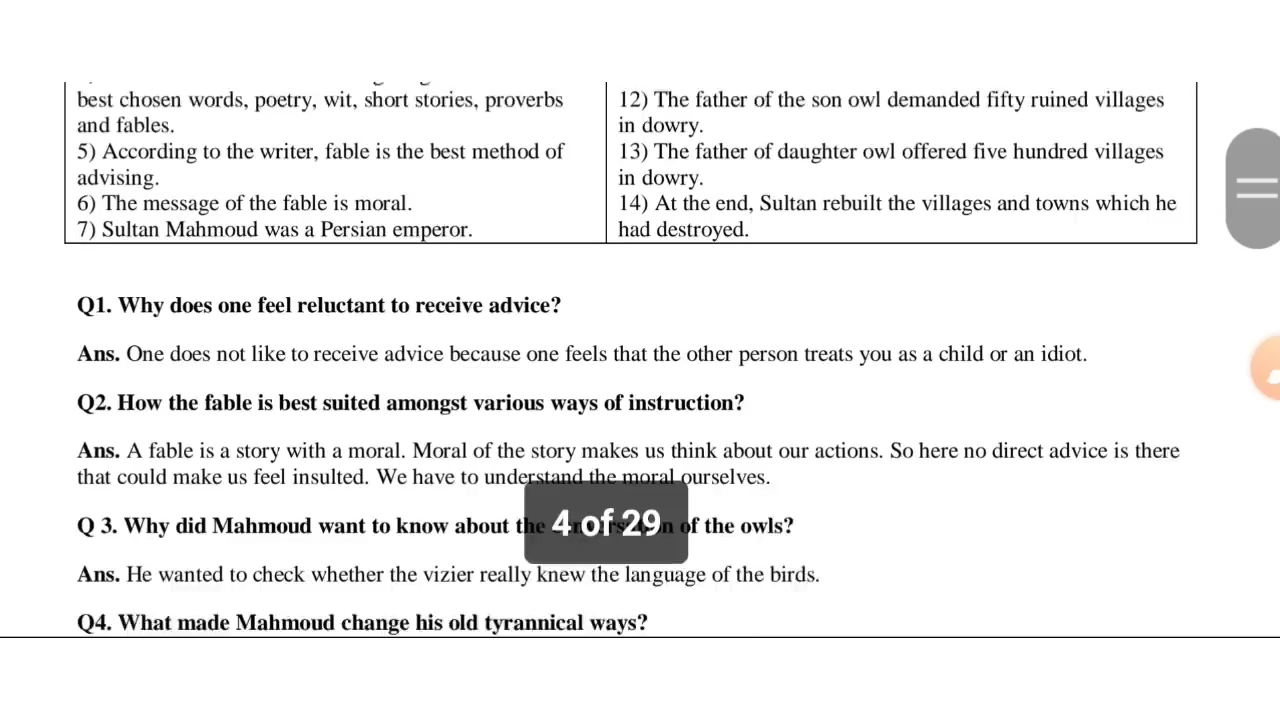 best chosen words, poetry, wit, short stories, proverbs
and fables.
5) According to the writer, fable is the best method of
advising.
6) The message of the fable is moral.
7) Sultan Mahmoud was a Persian emperor.
12) The father of the son owl demanded fifty ruined villages
in dowry.
13) The father of daughter owl offered five hundred villages
in dowry.
14) At the end, Sultan rebuilt the villages and towns which he
had destroyed.
Q1. Why does one feel reluctant to receive advice?
Ans. One does not like to receive advice because one feels that the other person treats you as a child or an idiot.
Q2. How the fable is best suited amongst various ways of instruction?
Ans. A fable is a story with a moral. Moral of the story makes us think about our actions. So here no direct advice is there
that could make us feel insulted. We have to understand the moral ourselves.
Q 3. Why did Mahmoud want to know about the of the owls?
4 of 29
Ans. He wanted to check whether the vizier really knew the language of the birds.
Q4. What made Mahmoud change his old tyrannical ways?